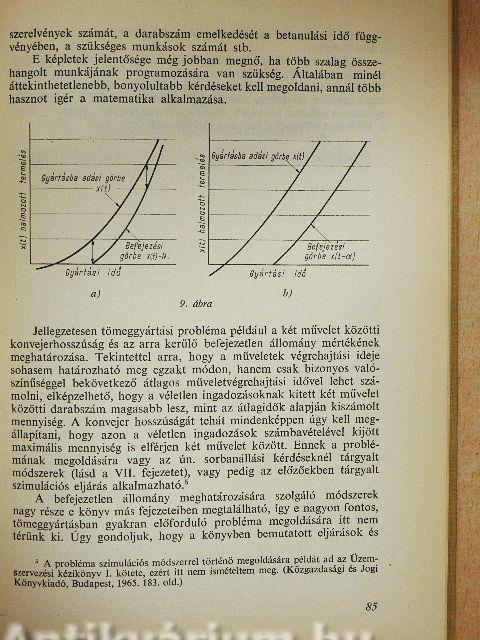 szerelvények számát, a darabszám emelkedését a betanulási idő függ-
vényében, a szükséges munkások számát stb.
E képletek jelentősége még jobban megnő, ha több szalag össze-
hangolt munkájának programozására van szükség. Általában minél
áttekinthetetlenebb, bonyolultabb kérdéseket kell megoldani, annál több
hasznot igér a matematika alkalmazása.
x(t) halmozott termelés
Gyártásba adási görbe
x(t)
Befejezési
görbe x(t)-N.
Gyártási idő
a)
x(t) halmozott termelés
Gyártásba adási görbe x(t)
Befejezési
görbe x(t-α)
Gyártási idő
b)
9. ábra
Jellegzetesen tömeggyártási probléma például a két művelet közötti
konvejerhosszúság és az arra kerülő befejezetlen állomány mértékének
meghatározása. Tekintettel arra, hogy a műveletek végrehajtási ideje
sohasem határozható meg egzakt módon, hanem csak bizonyos való-
színűséggel bekövetkező átlagos műveletvégrehajtási idővel lehet szá-
molni, elképzelhető, hogy a véletlen ingadozásoknak kitett két művelet
közötti darabszám magasabb lesz, mint az átlagidők alapján kiszámolt
mennyiség. A konvejer hosszúságát tehát mindenképpen úgy kell meg-
állapítani, hogy azon a véletlen ingadozások számbavételével kijött
maximális mennyiség is elférjen két művelet között. Ennek a problé-
mának megoldására vagy az ún. sorbanállási kérdéseknél tárgyalt
módszerek (lásd a VII. fejezetet), vagy pedig az előzőekben tárgyalt
szimulációs eljárás alkalmazható.⁵
A befejezetlen állomány meghatározására szolgáló módszerek
nagy része e könyv más fejezeteiben megtalálható, így e nagyon fontos,
tömeggyártásban gyakran előforduló probléma megoldására itt nem
térünk ki. Úgy gondoljuk, hogy a könyvben bemutatott eljárások és
⁵ A probléma szimulációs módszerrel történő megoldására példát ad az Üzem-
szervezési kézikönyv I. kötete, ezért itt nem ismételtem meg. (Közgazdasági és Jogi
Könyvkiadó, Budapest, 1965. 183. old.)
85
Antikvárium.hu